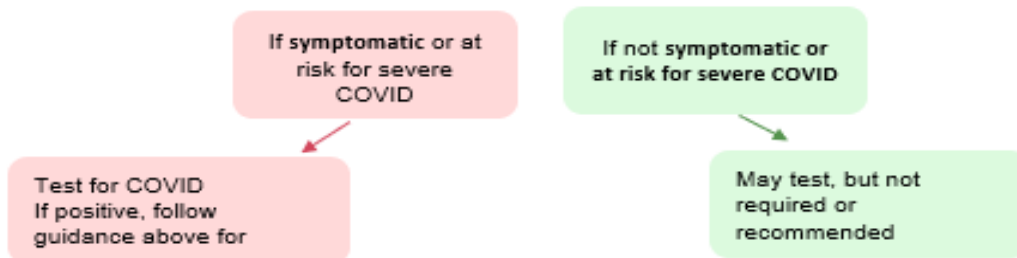 If symptomatic or at
risk for severe
COVID
If not symptomatic or
at risk for severe COVID
Test for COVID
If positive, follow
guidance above for
May test, but not
required or
recommended